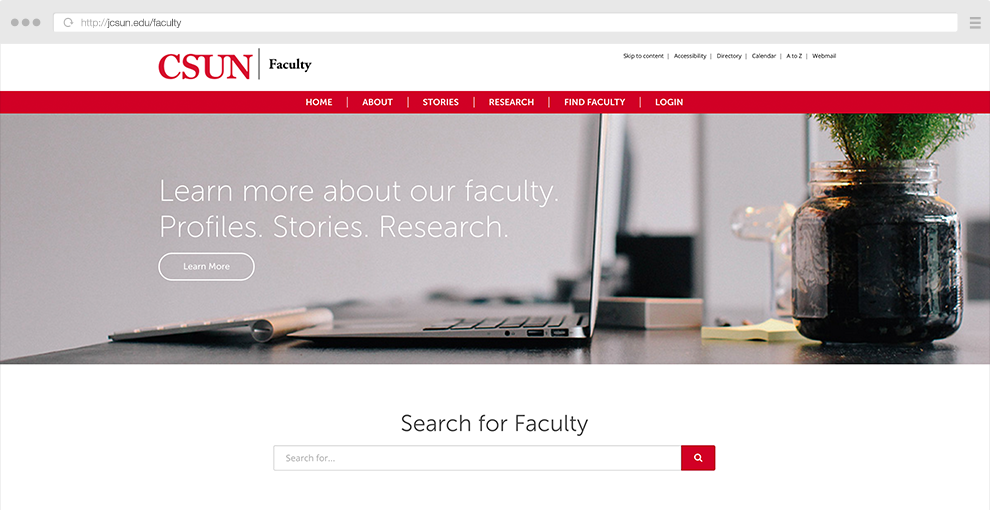 http://jcsun.edu/faculty
CSUN | Faculty
Skip to content | Accessibility | Directory | Calendar | A to Z | Webmail
HOME | ABOUT | STORIES | RESEARCH | FIND FACULTY | LOGIN
Learn more about our faculty.
Profiles. Stories. Research.
Learn More
Search for Faculty
Search for...